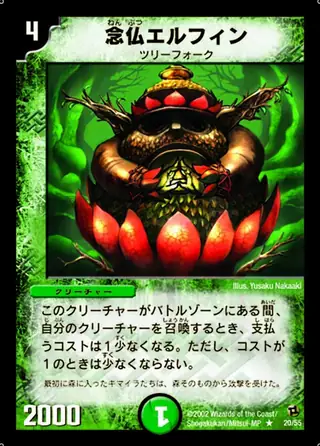 4
ねんぶつ
念仏エルフィン
ツリーフォーク
Illus. Yusaku Nakaaki
クリーチャー
このクリーチャーがバトルゾーンにある間、
自分のクリーチャーを召喚するとき、支払
うコストは1少なくなる。ただし、コストが
1のときは少なくならない。
最初に森に入ったキマイラたちは、森そのものから攻撃を受けた。
2000
1
©2002 Wizards of the Coast/
Shogakukan/Mitsui-MP ★ 20/55